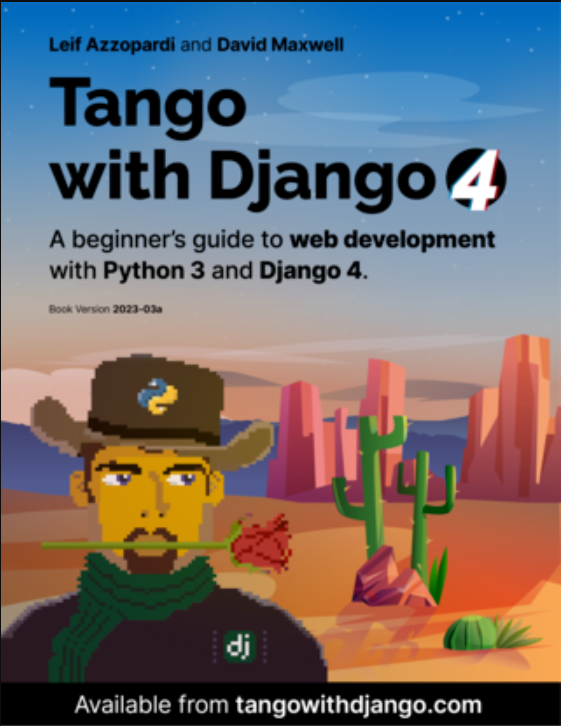 Leif Azzopardi and David Maxwell
Tango
with Django 4
A beginner's guide to web development
with Python 3 and Django 4.
Book Version 2023-03a
dj
Available from tangowithdjango.com